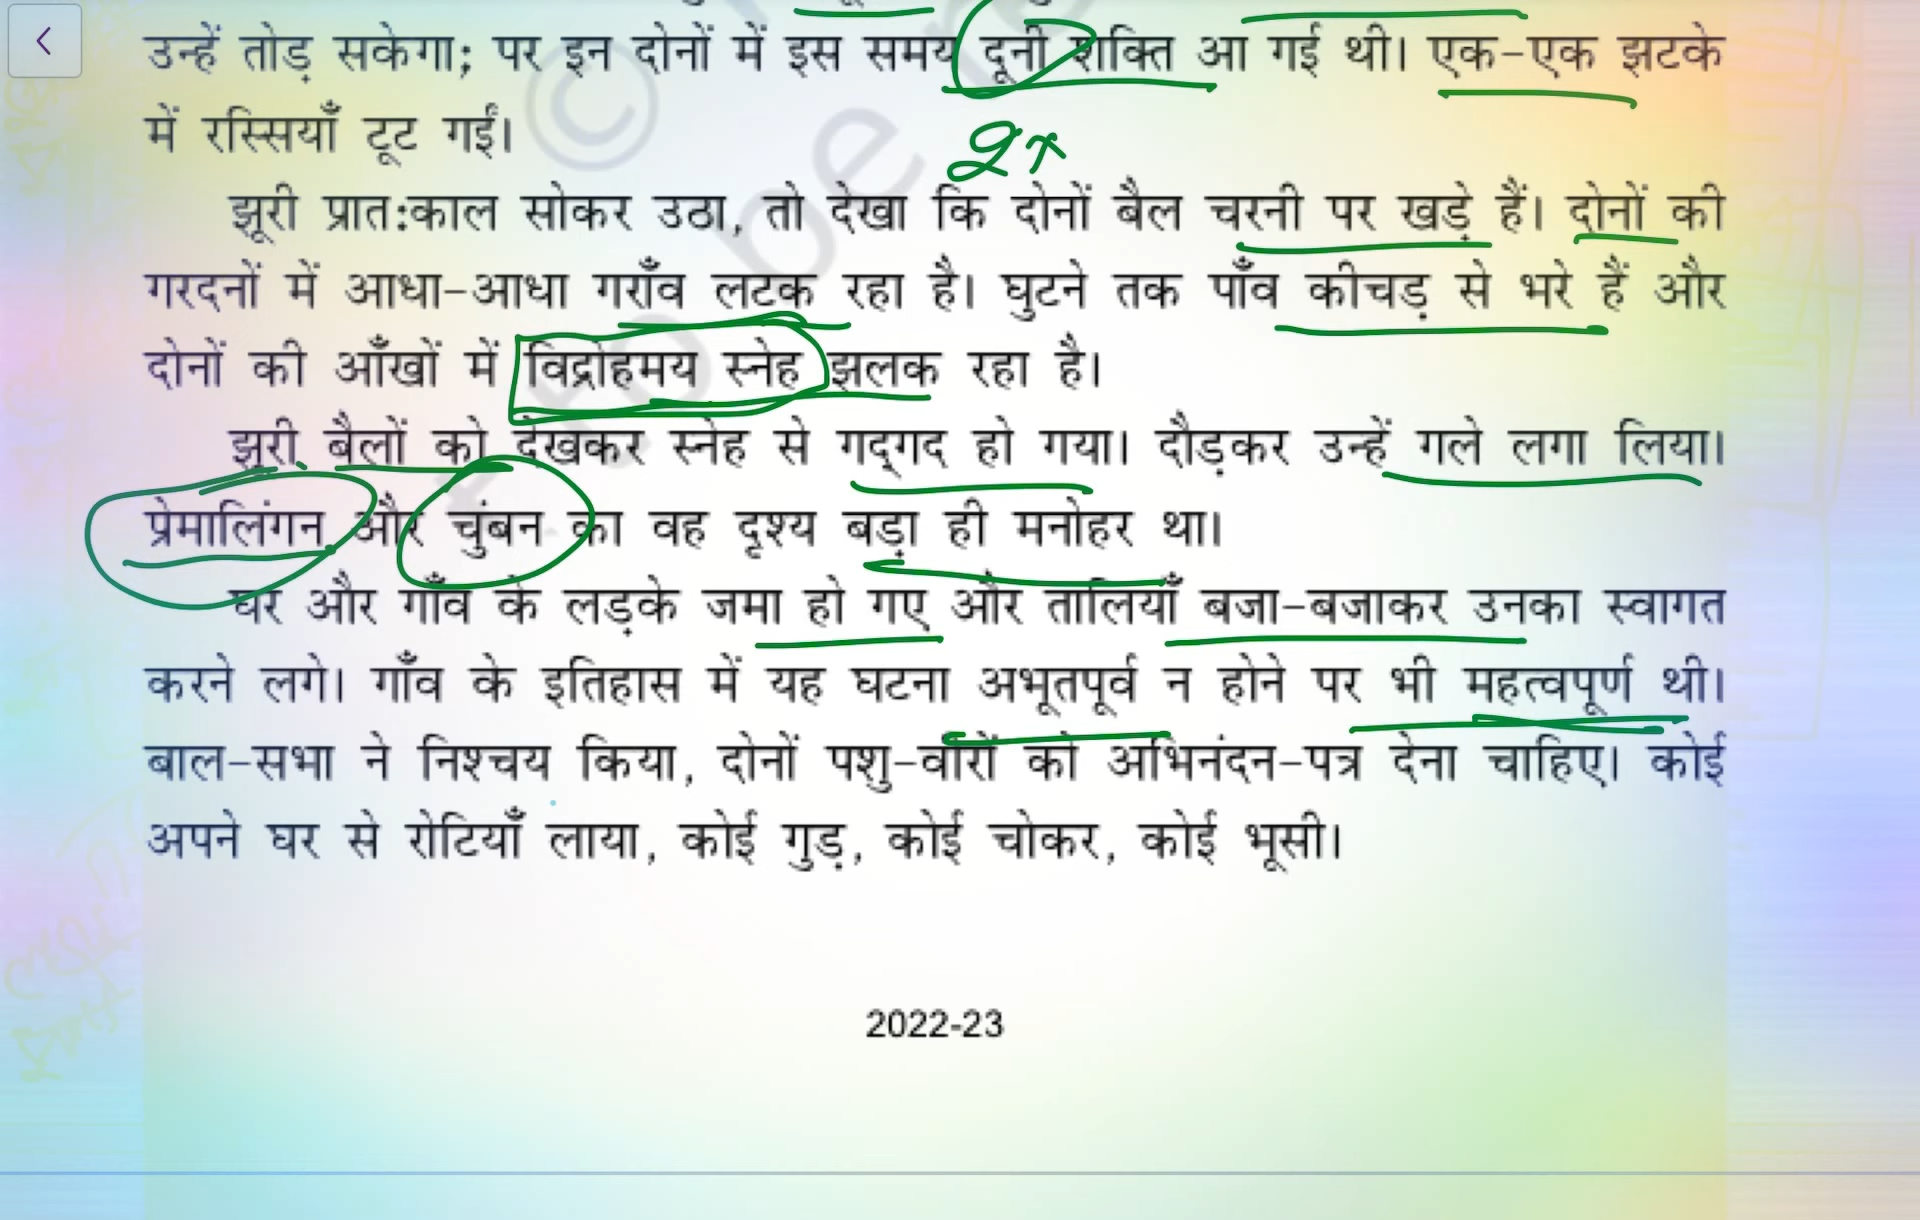 उन्हें तोड़ सकेगा; पर इन दोनों में इस समय दूनी शक्ति आ गई थी। एक-एक झटके
में रस्सियाँ टूट गईं।
2x
झूरी प्रात:काल सोकर उठा, तो देखा कि दोनों बैल चरनी पर खड़े हैं। दोनों की
गरदनों में आधा-आधा गराँव लटक रहा है। घुटने तक पाँव कीचड़ से भरे हैं और
दोनों की आँखों में विद्रोहमय स्नेह झलक रहा है।
झूरी बैलों को देखकर स्नेह से गद्‌गद हो गया। दौड़कर उन्हें गले लगा लिया।
प्रेमालिंगन और चुंबन का वह दृश्य बड़ा ही मनोहर था।
घर और गाँव के लड़के जमा हो गए और तालियाँ बजा-बजाकर उनका स्वागत
करने लगे। गाँव के इतिहास में यह घटना अभूतपूर्व न होने पर भी महत्वपूर्ण थी।
बाल-सभा ने निश्चय किया, दोनों पशु-वीरों को अभिनंदन-पत्र देना चाहिए। कोई
अपने घर से रोटियाँ लाया, कोई गुड़, कोई चोकर, कोई भूसी।
2022-23